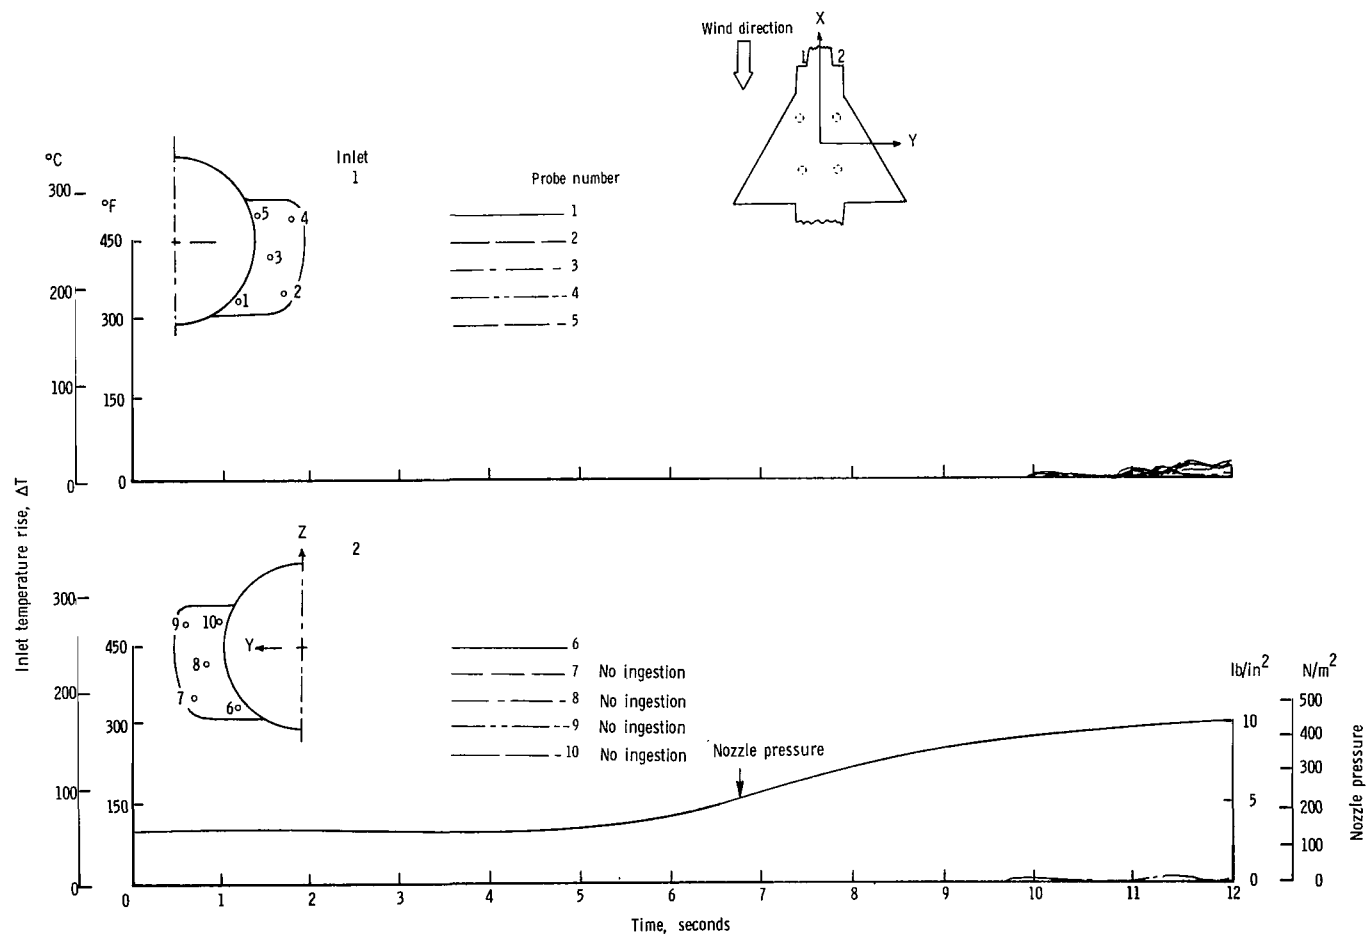 Wind direction
X
1 2
Y
°C
300
200
100
0
°F
450
300
150
0
Inlet
1
5
4
3
1
2
Probe number
1
2
3
4
5
Inlet temperature rise, ΔT
Z
2
300
200
100
0
450
300
150
9
10
Y
8
7
6
6
7 No ingestion
8 No ingestion
9 No ingestion
10 No ingestion
Nozzle pressure
lb/in²
10
5
0
N/m²
500
400
300
200
100
0
Nozzle pressure
0 1 2 3 4 5 6 7 8 9 10 11 12
Time, seconds